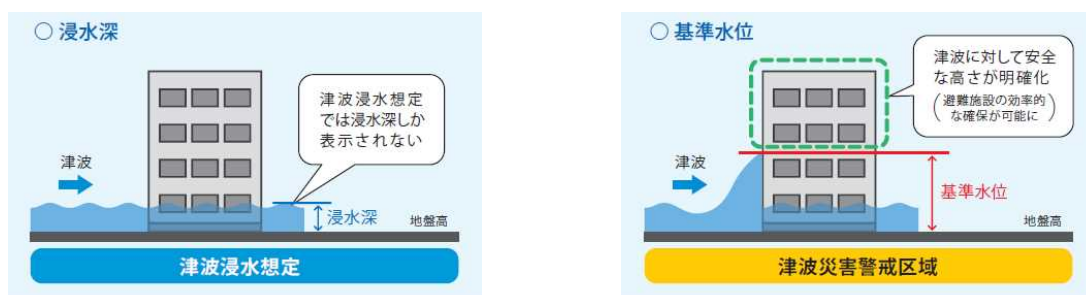 ○ 浸水深
津波浸水想定
では浸水深しか
表示されない
津波
浸水深
地盤高
津波浸水想定
○ 基準水位
津波に対して安全
な高さが明確化
(避難施設の効率的
な確保が可能に)
津波
基準水位
地盤高
津波災害警戒区域